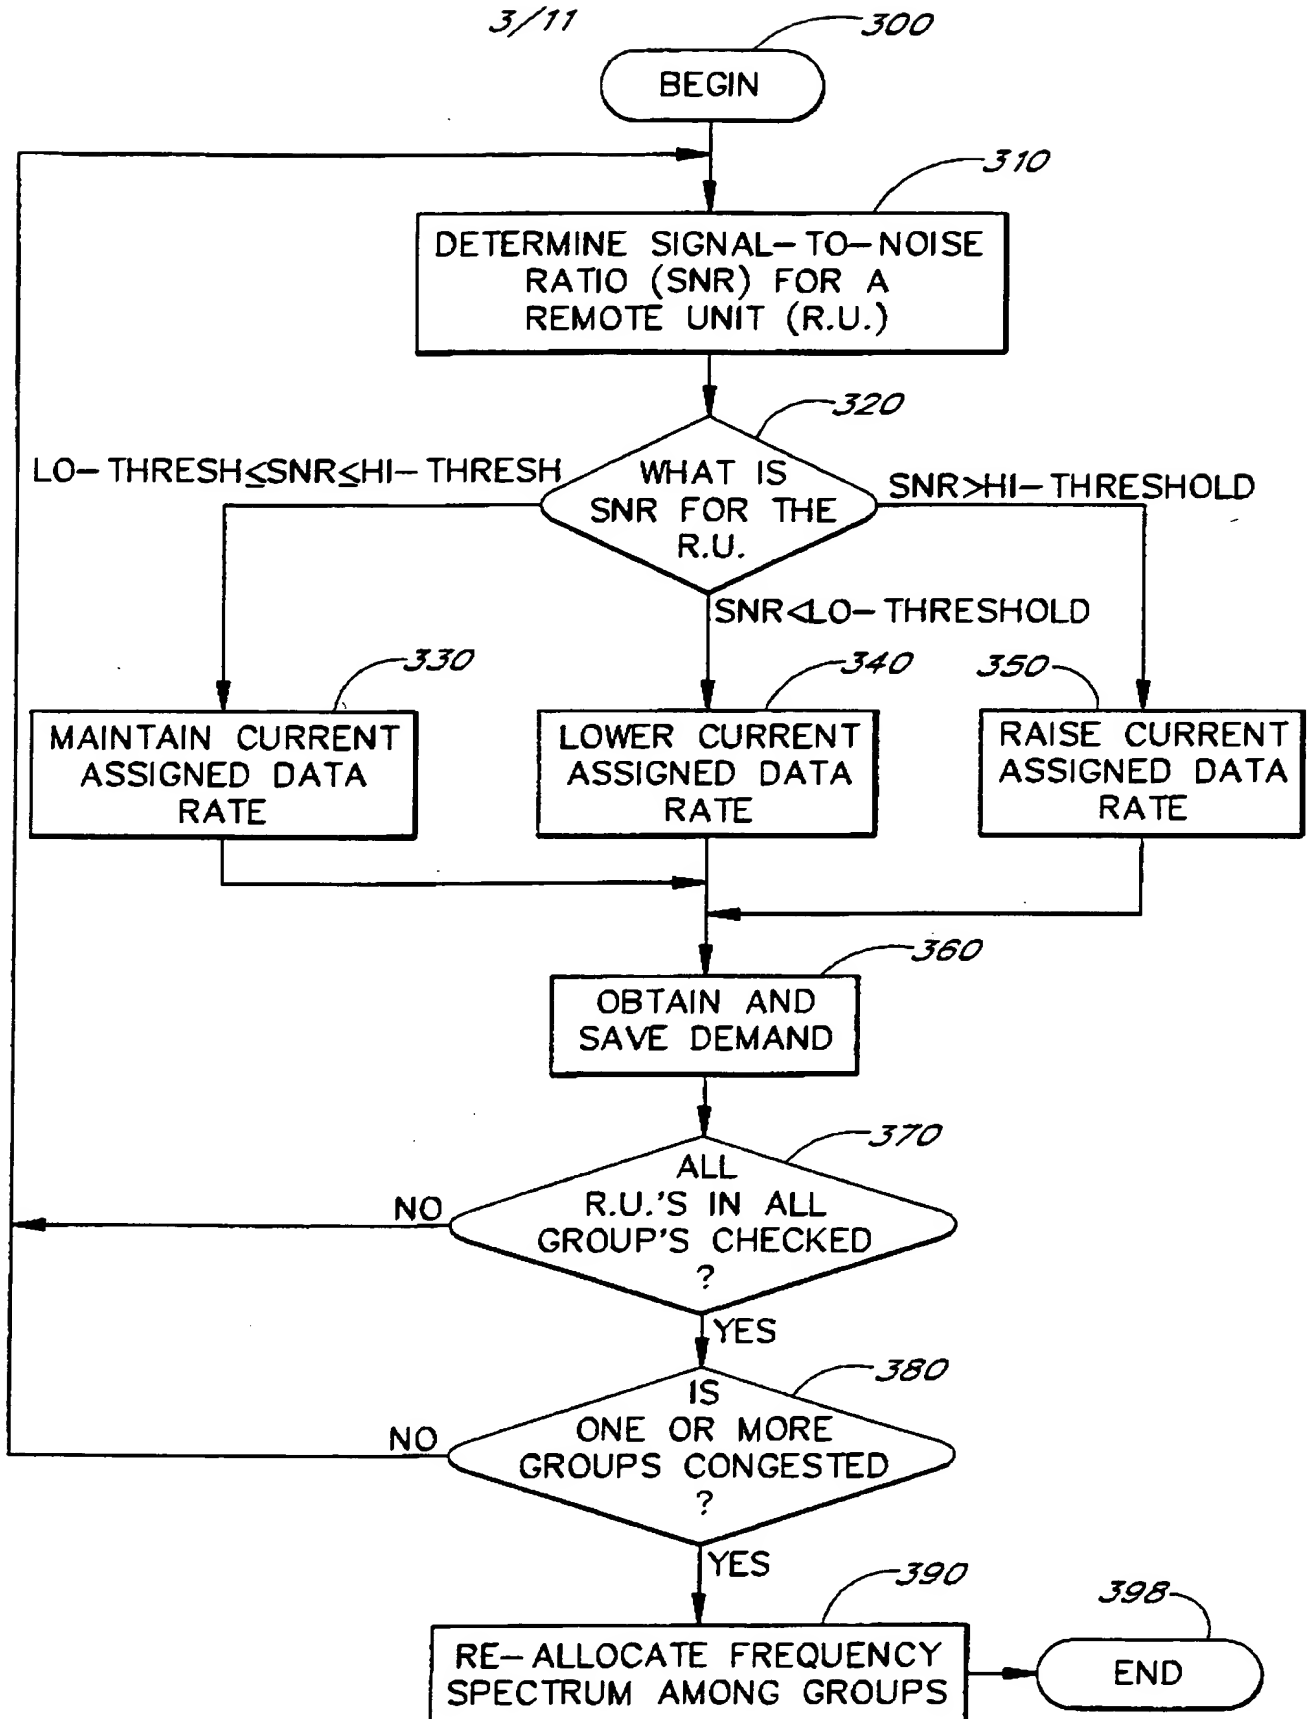 3/11
300
BEGIN
310
DETERMINE SIGNAL-TO-NOISE
RATIO (SNR) FOR A
REMOTE UNIT (R.U.)
320
LO-THRESH≤SNR≤HI-THRESH
WHAT IS
SNR FOR THE
R.U.
SNR>HI-THRESHOLD
SNR<LO-THRESHOLD
330
340
350
MAINTAIN CURRENT
ASSIGNED DATA
RATE
LOWER CURRENT
ASSIGNED DATA
RATE
RAISE CURRENT
ASSIGNED DATA
RATE
360
OBTAIN AND
SAVE DEMAND
370
ALL
R.U.'S IN ALL
GROUP'S CHECKED
?
NO
YES
380
IS
ONE OR MORE
GROUPS CONGESTED
?
NO
YES
390
RE-ALLOCATE FREQUENCY
SPECTRUM AMONG GROUPS
398
END